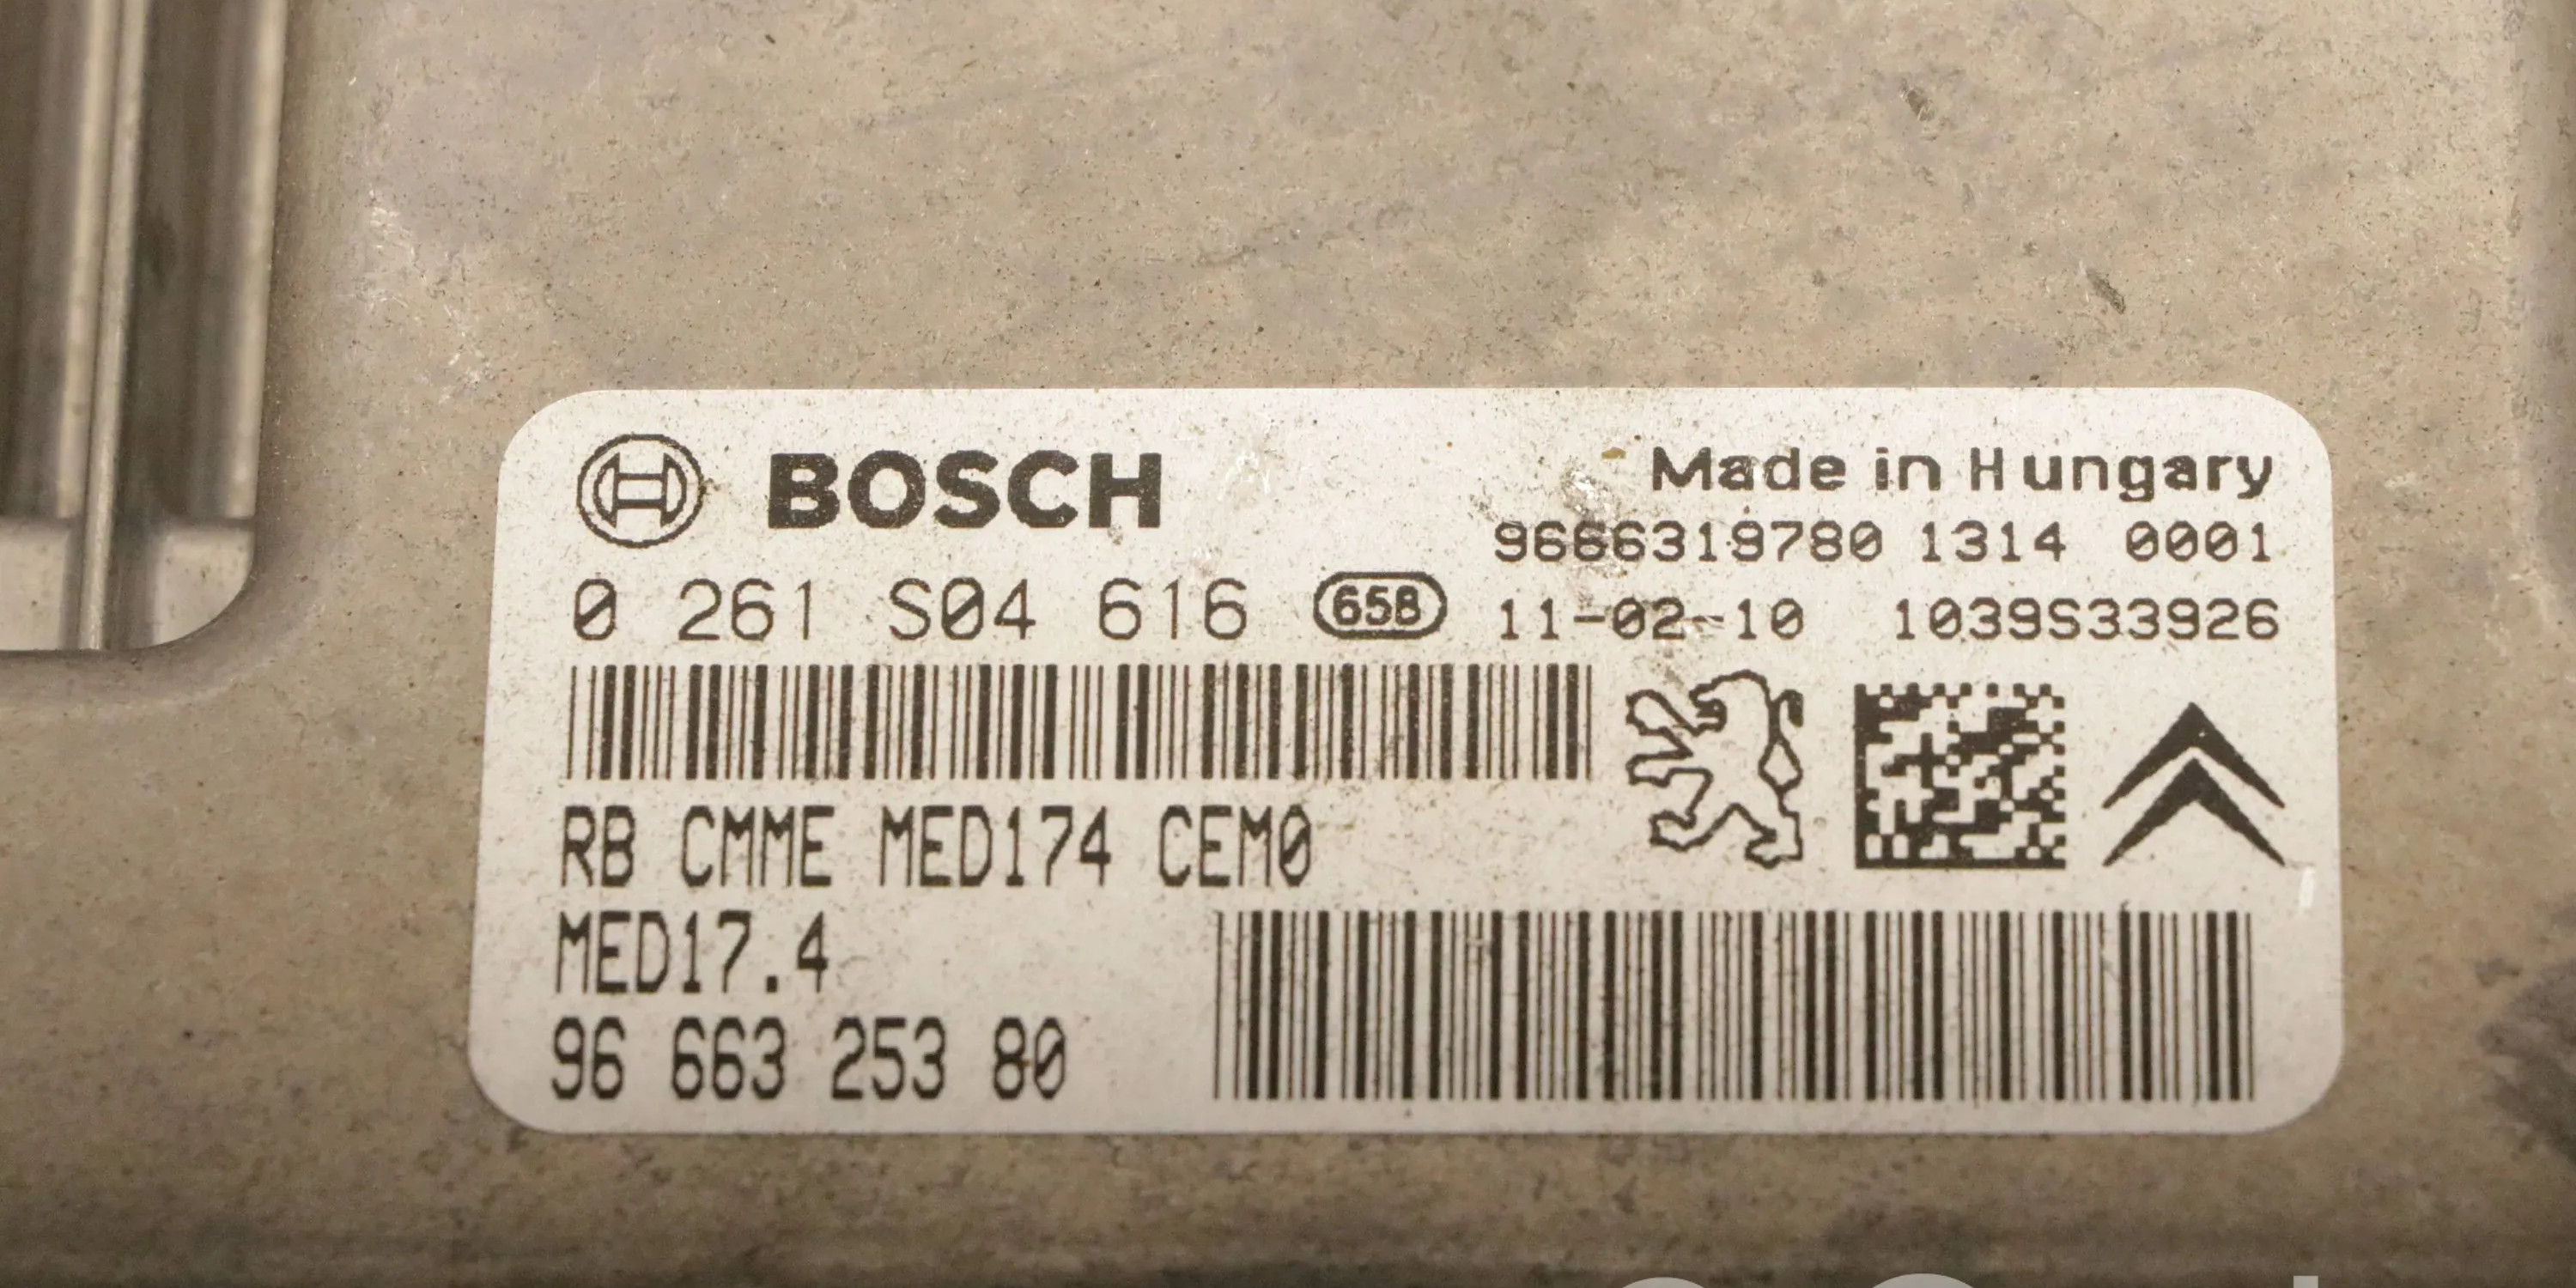 BOSCH
Made in Hungary
9666319780 1314 0001
0 261 S04 616 658 11-02-10 1039S33926
RB CMME MED174 CEM0
MED17.4
96 663 253 80